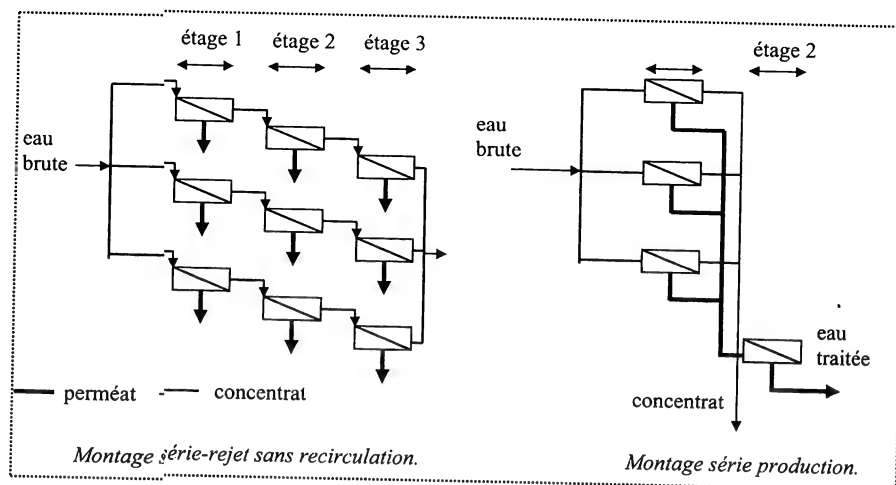 étage 1 étage 2 étage 3
eau
brute
perméat concentrat
Montage série-rejet sans recirculation.
étage 2
eau
brute
eau
traitée
concentrat
Montage série production.